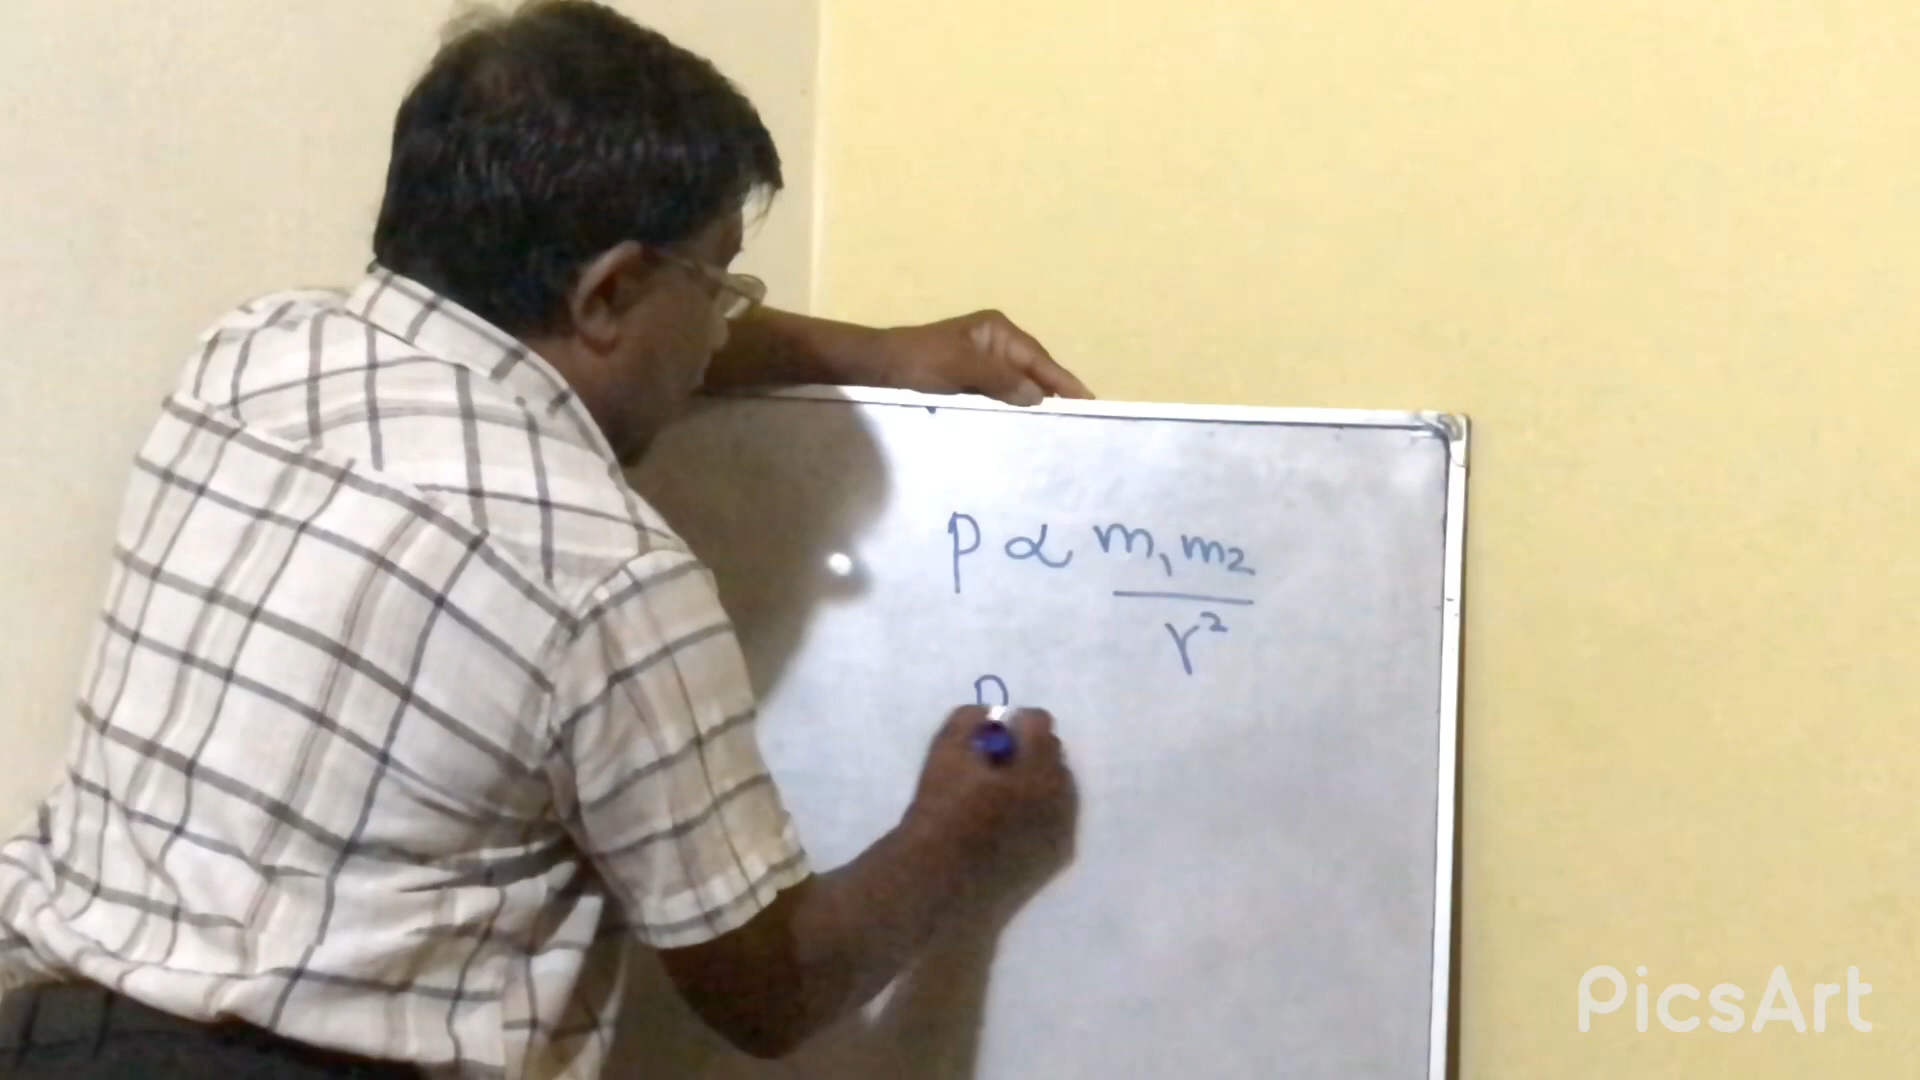 P ∝ m₁m₂
r²
P
PicsArt